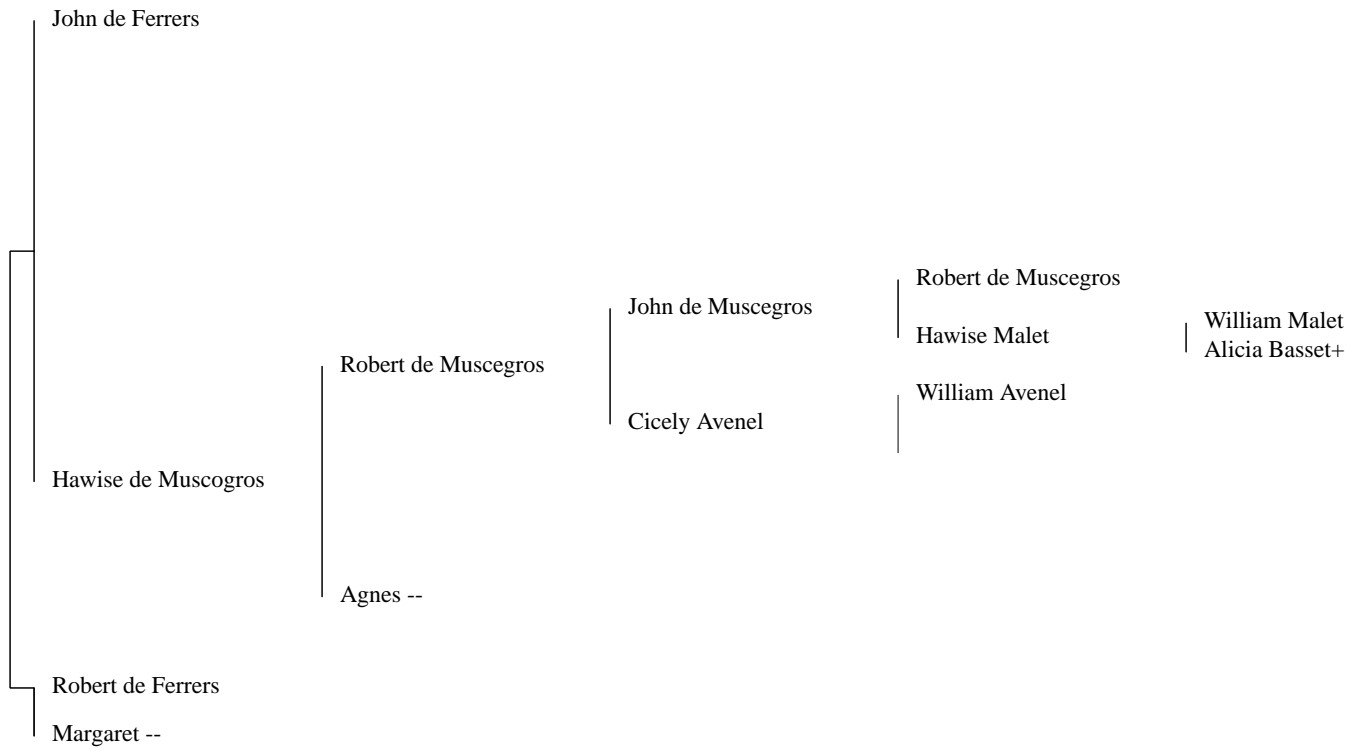 John de Ferrers
Robert de Muscegros
John de Muscegros
William Malet
Hawise Malet
Alicia Basset+
Robert de Muscegros
William Avenel
Cicely Avenel
Hawise de Muscogros
Agnes --
Robert de Ferrers
Margaret --